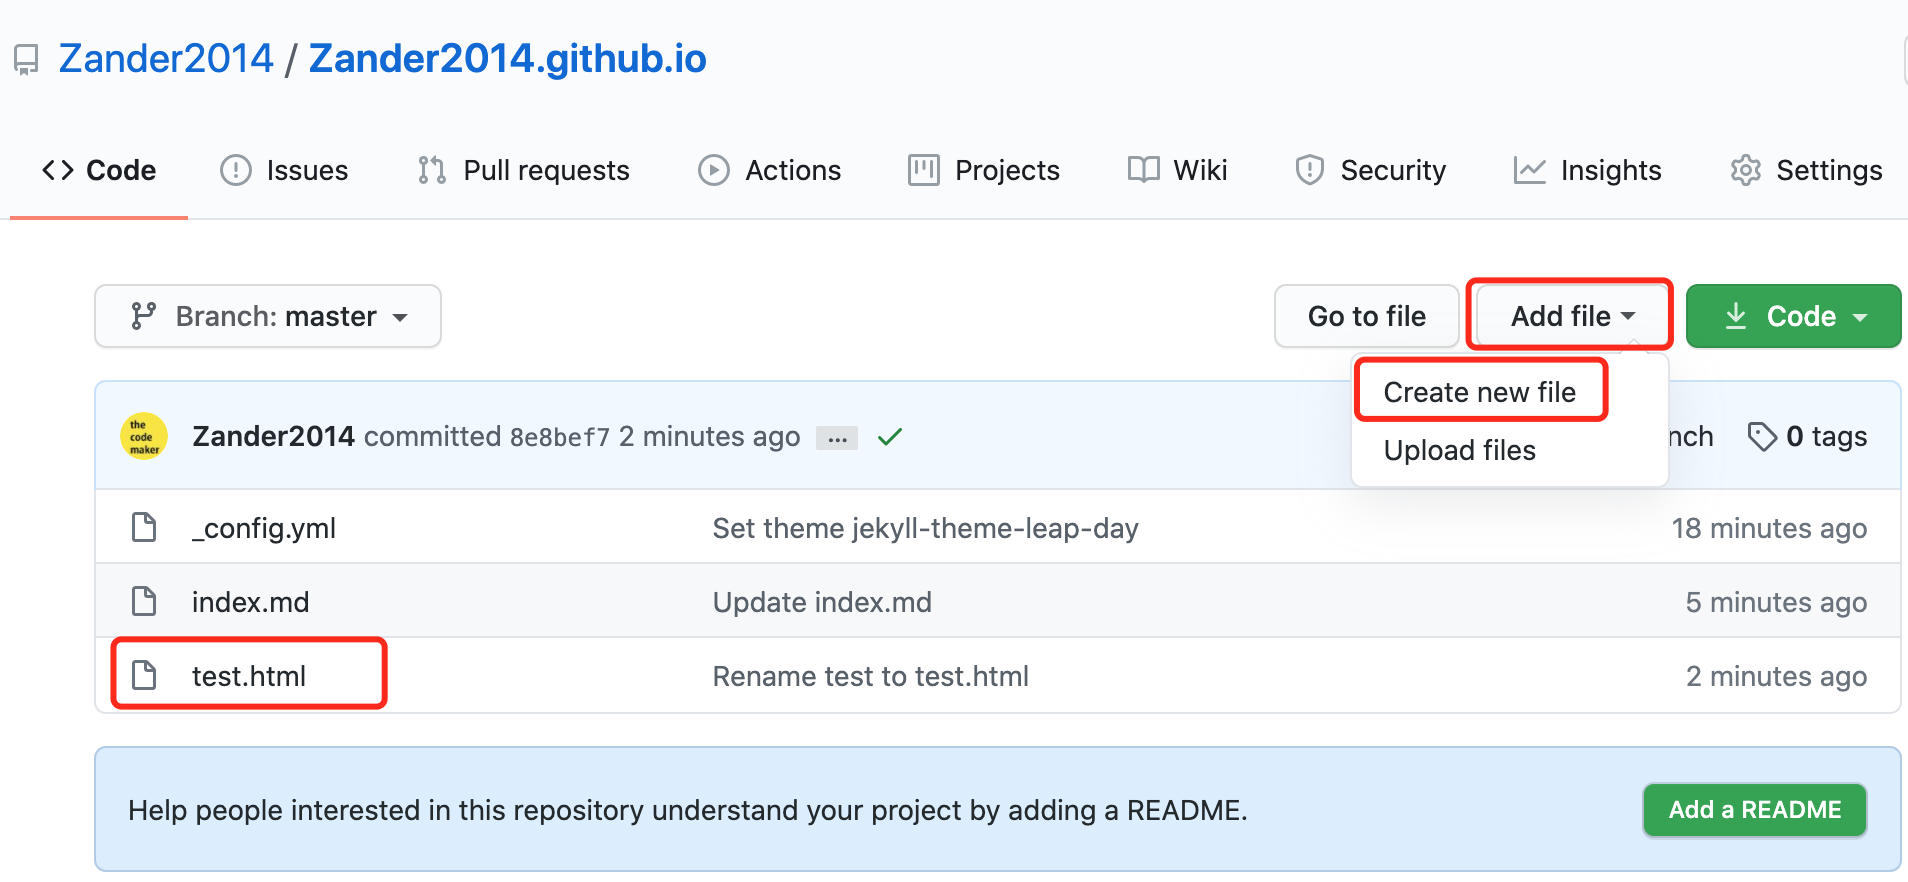 Zander2014 / Zander2014.github.io
Code Issues Pull requests Actions Projects Wiki Security Insights Settings
Branch: master Go to file Add file Code
Create new file
Upload files
the
code
maker
Zander2014 committed 8e8bef7 2 minutes ago ... nch 0 tags
_config.yml Set theme jekyll-theme-leap-day 18 minutes ago
index.md Update index.md 5 minutes ago
test.html Rename test to test.html 2 minutes ago
Help people interested in this repository understand your project by adding a README. Add a README